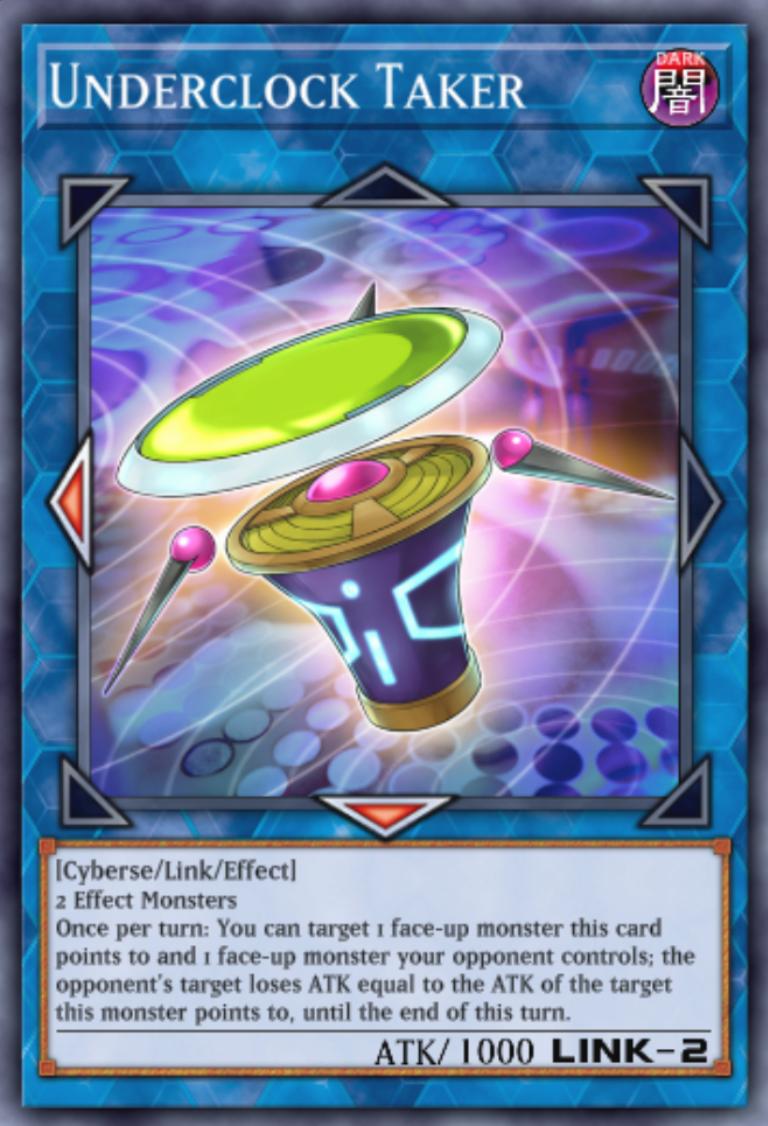 UNDERCLOCK TAKER
DARK
闇
[Cyberse/Link/Effect]
2 Effect Monsters
Once per turn: You can target 1 face-up monster this card
points to and 1 face-up monster your opponent controls; the
opponent's target loses ATK equal to the ATK of the target
this monster points to, until the end of this turn.
ATK/ 1000 LINK-2